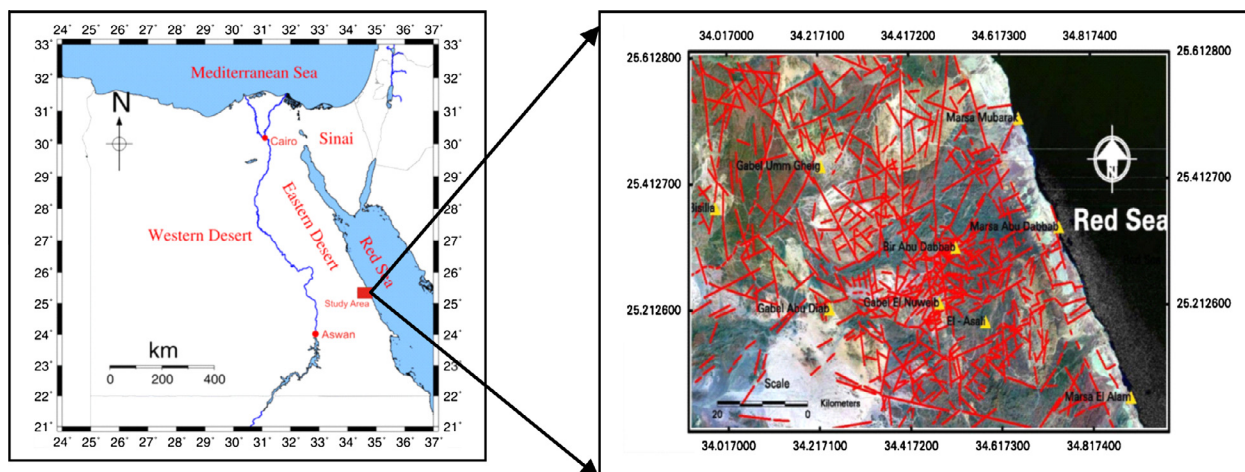 24° 25° 26° 27° 28° 29° 30° 31° 32° 33° 34° 35° 36° 37°
33°
32°
31°
30°
29°
28°
27°
26°
25°
24°
23°
22°
21°
33°
32°
31°
30°
29°
28°
27°
26°
25°
24°
23°
22°
21°
Mediterranean Sea
N
Cairo
Sinai
Eastern Desert
Western Desert
Red Sea
Study Area
Aswan
km
0 200 400
24° 25° 26° 27° 28° 29° 30° 31° 32° 33° 34° 35° 36° 37°
34.017000 34.217100 34.417200 34.617300 34.817400
26.612800 25.612800
Marsa Mubarak
Gabel Umm Gheig
25.412700 25.412700
N
Red Sea
Marsa Abu Dabbab
Bir Abu Dabbab
Gabel El Nuweib
Gabal Abu Diab
25.212600 25.212600
El - Asali
Scale
Marsa El Alam
20 0 Kilometers
34.017000 34.217100 34.417200 34.617300 34.817400